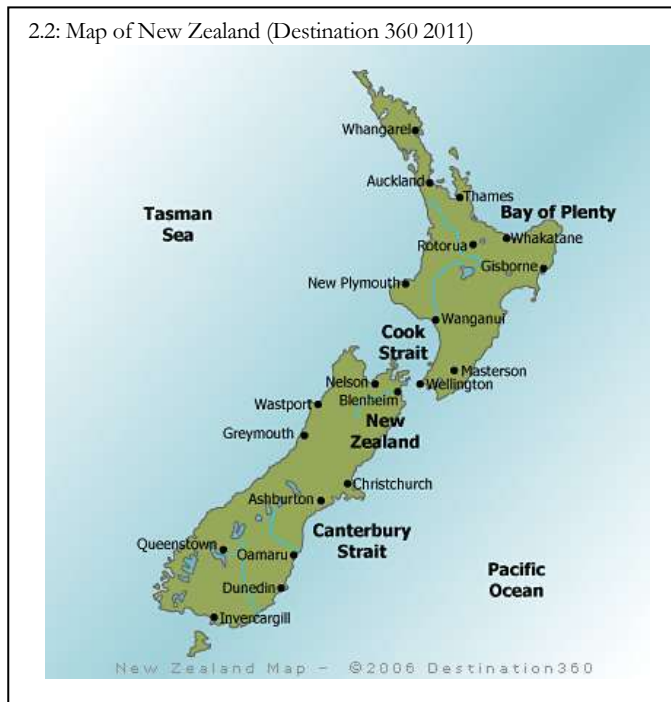 2.2: Map of New Zealand (Destination 360 2011)
Whangarel
Auckland
Thames
Tasman
Sea
Bay of Plenty
Rotorua
Whakatane
Gisborne
New Plymouth
Wanganui
Cook
Strait
Masterson
Nelson
Wellington
Blenheim
Wastport
New
Zealand
Greymouth
Christchurch
Ashburton
Canterbury
Strait
Queenstown
Oamaru
Pacific
Ocean
Dunedin
Invercargill
New Zealand Map - ©2006 Destination360